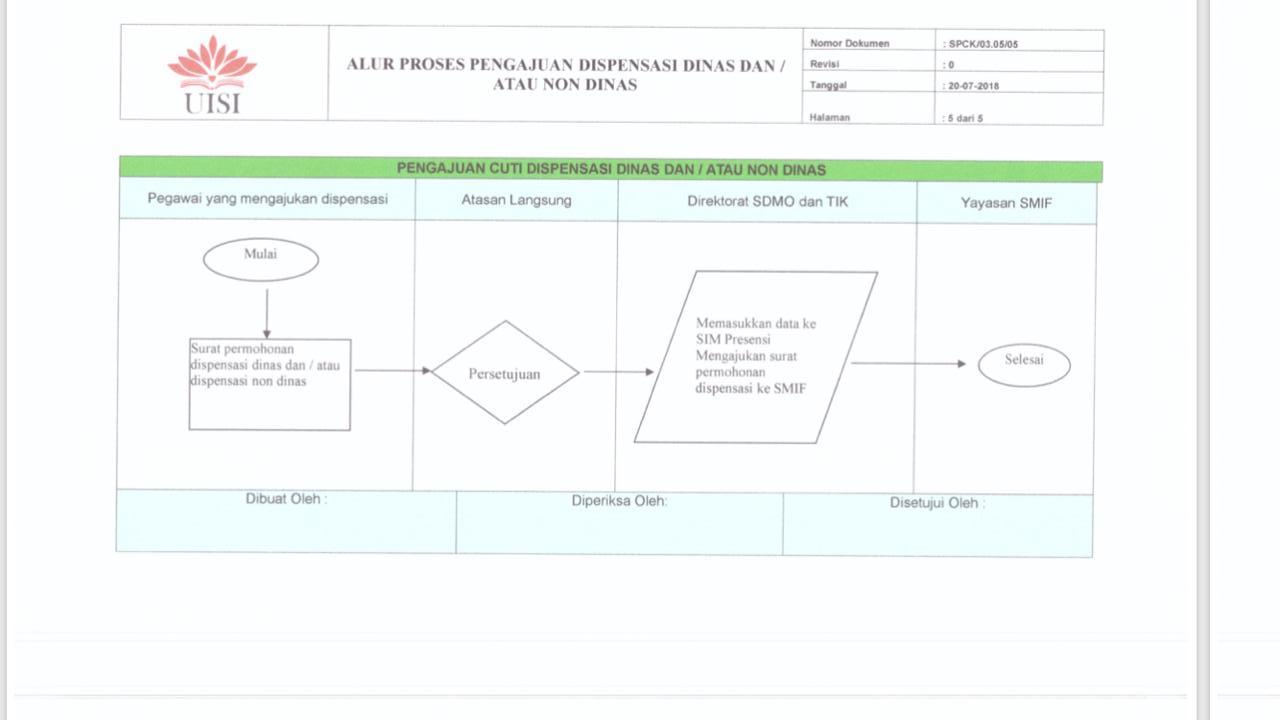 UISI
ALUR PROSES PENGAJUAN DISPENSASI DINAS DAN /
ATAU NON DINAS
Nomor Dokumen : SPCK/03.05/05
Revisi : 0
Tanggal : 20-07-2018
Halaman : 5 dari 5
PENGAJUAN CUTI DISPENSASI DINAS DAN / ATAU NON DINAS
Pegawai yang mengajukan dispensasi
Atasan Langsung
Direktorat SDMO dan TIK
Yayasan SMIF
Mulai
Surat permohonan
dispensasi dinas dan / atau
dispensasi non dinas
Persetujuan
Memasukkan data ke
SIM Presensi
Mengajukan surat
permohonan
dispensasi ke SMIF
Selesai
Dibuat Oleh :
Diperiksa Oleh:
Disetujui Oleh :